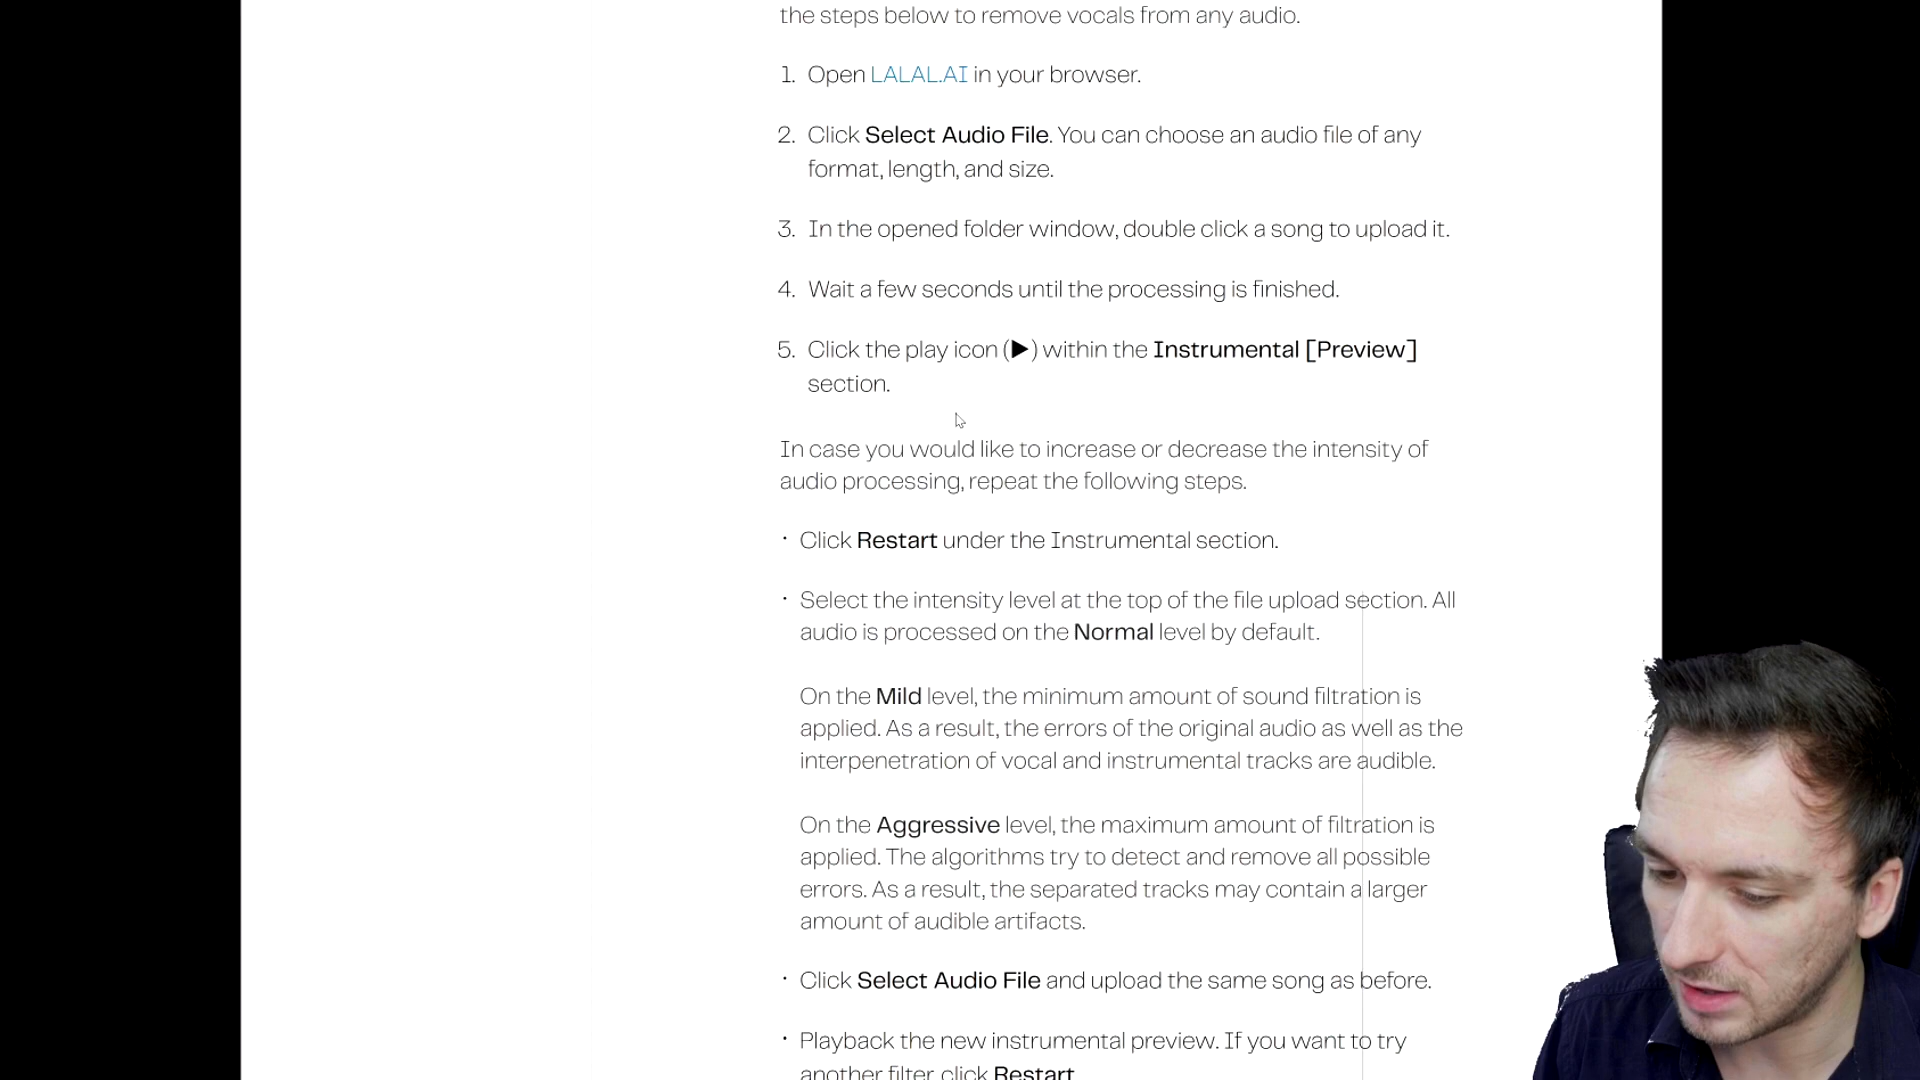 the steps below to remove vocals from any audio.
1. Open LALAL.AI in your browser.
2. Click Select Audio File. You can choose an audio file of any
format, length, and size.
3. In the opened folder window, double click a song to upload it.
4. Wait a few seconds until the processing is finished.
5. Click the play icon (▶) within the Instrumental [Preview]
section.
In case you would like to increase or decrease the intensity of
audio processing, repeat the following steps.
· Click Restart under the Instrumental section.
· Select the intensity level at the top of the file upload section. All
audio is processed on the Normal level by default.
On the Mild level, the minimum amount of sound filtration is
applied. As a result, the errors of the original audio as well as the
interpenetration of vocal and instrumental tracks are audible.
On the Aggressive level, the maximum amount of filtration is
applied. The algorithms try to detect and remove all possible
errors. As a result, the separated tracks may contain a larger
amount of audible artifacts.
· Click Select Audio File and upload the same song as before.
· Playback the new instrumental preview. If you want to try
another filter, click Restart